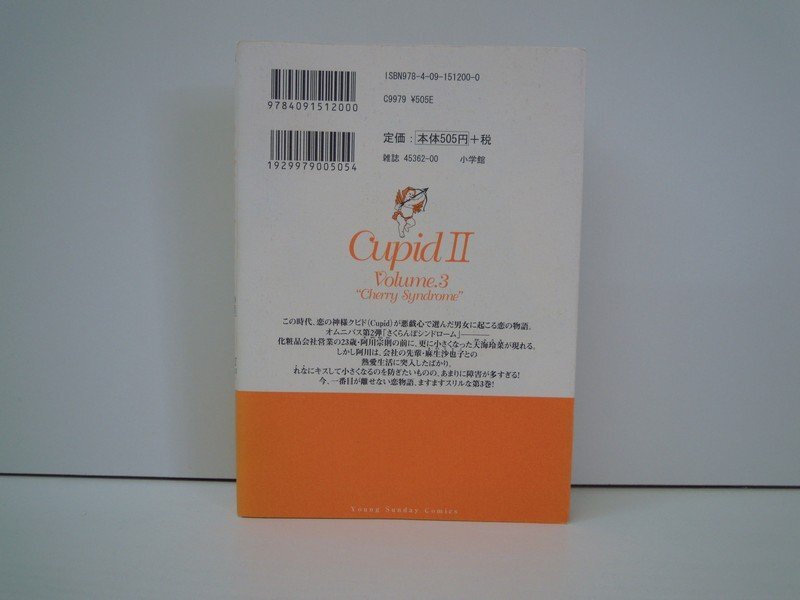 ISBN978-4-09-151200-0
9784091512000
C9979 ¥505E
定価：本体505円＋税
雑誌 45362-00 小学館
1929979005054
Cupid II
Volume.3
“Cherry Syndrome”
この時代、恋の神様クピド(Cupid)が悪戯心で選んだ男女に起こる恋の物語。
オムニバス第2弾「さくらんぼシンドローム」———
化粧品会社営業の23歳・阿川宗則の前に、更に小さくなった大海玲菜が現れる。
しかし阿川は、会社の先輩・麻生沙也子との
熱愛生活に突入したばかり。
れなにキスして小さくなるのを防ぎたいものの、あまりに障害が多すぎる!
今、一番目が離せない恋物語、ますますスリルな第3巻!
Young Sunday Comics